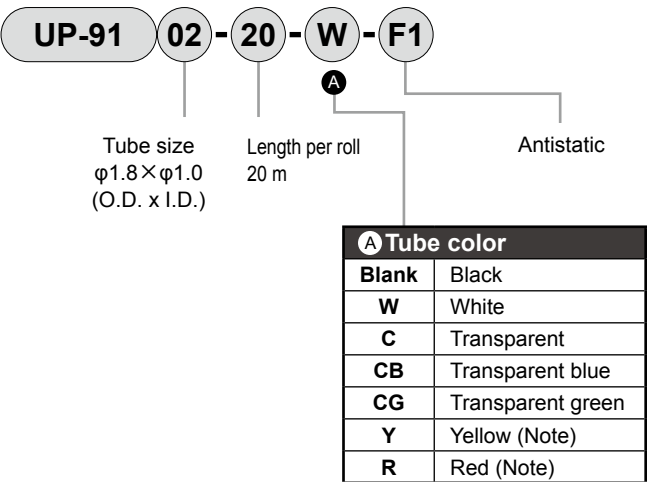 UP-91 02 - 20 - W - F1
A
Tube size
φ1.8×φ1.0
(O.D. x I.D.)
Length per roll
20 m
Antistatic
A Tube color
Blank Black
W White
C Transparent
CB Transparent blue
CG Transparent green
Y Yellow (Note)
R Red (Note)